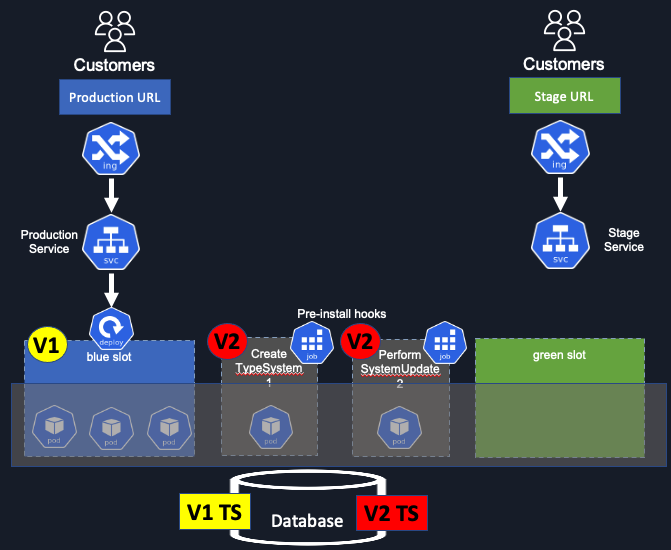 Customers
Customers
Production URL
Stage URL
ing
ing
Production
Service
svc
Stage
Service
svc
Pre-install hooks
deploy
V1
blue slot
V2
job
Create
TypeSystem
1
V2
job
Perform
SystemUpdate
2
green slot
pod
pod
pod
pod
pod
V1 TS
Database
V2 TS